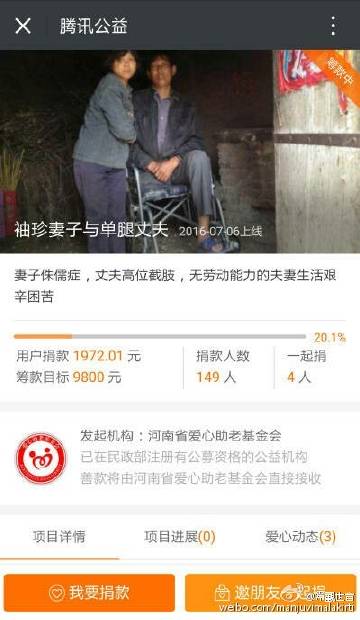 腾讯公益
筹款中
袖珍妻子与单腿丈夫 2016-07-06上线
妻子侏儒症，丈夫高位截肢，无劳动能力的夫妻生活艰
辛困苦
20.1%
用户捐款 1972.01 元
捐款人数
一起捐
筹款目标 9800 元
149 人
4 人
发起机构：河南省爱心助老基金会
已在民政部注册有公募资格的公益机构
善款将由河南省爱心助老基金会直接接收
项目详情
项目进展(0)
爱心动态(3)
我要捐款
邀朋友一起捐
weibo.com/manjuvimalakirti